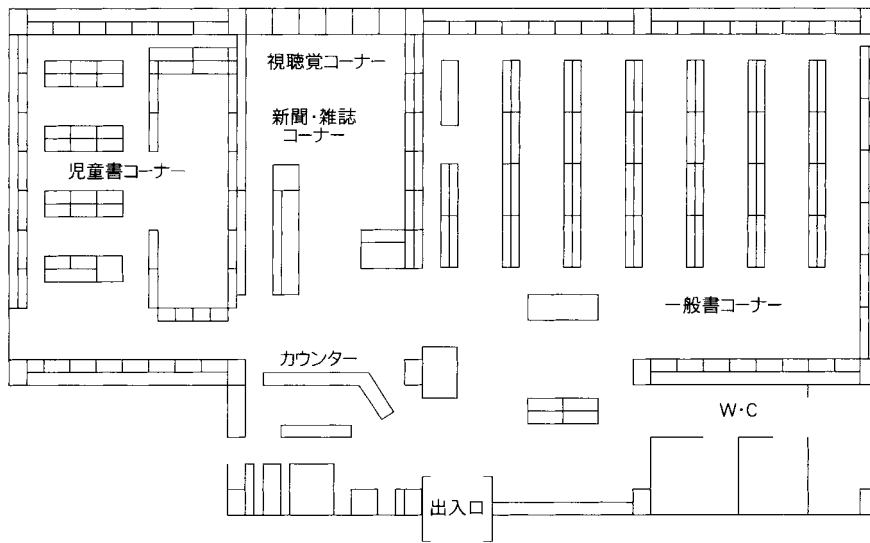 視聴覚コーナー
新聞・雑誌
コーナー
児童書コーナー
一般書コーナー
カウンター
W・C
出入口